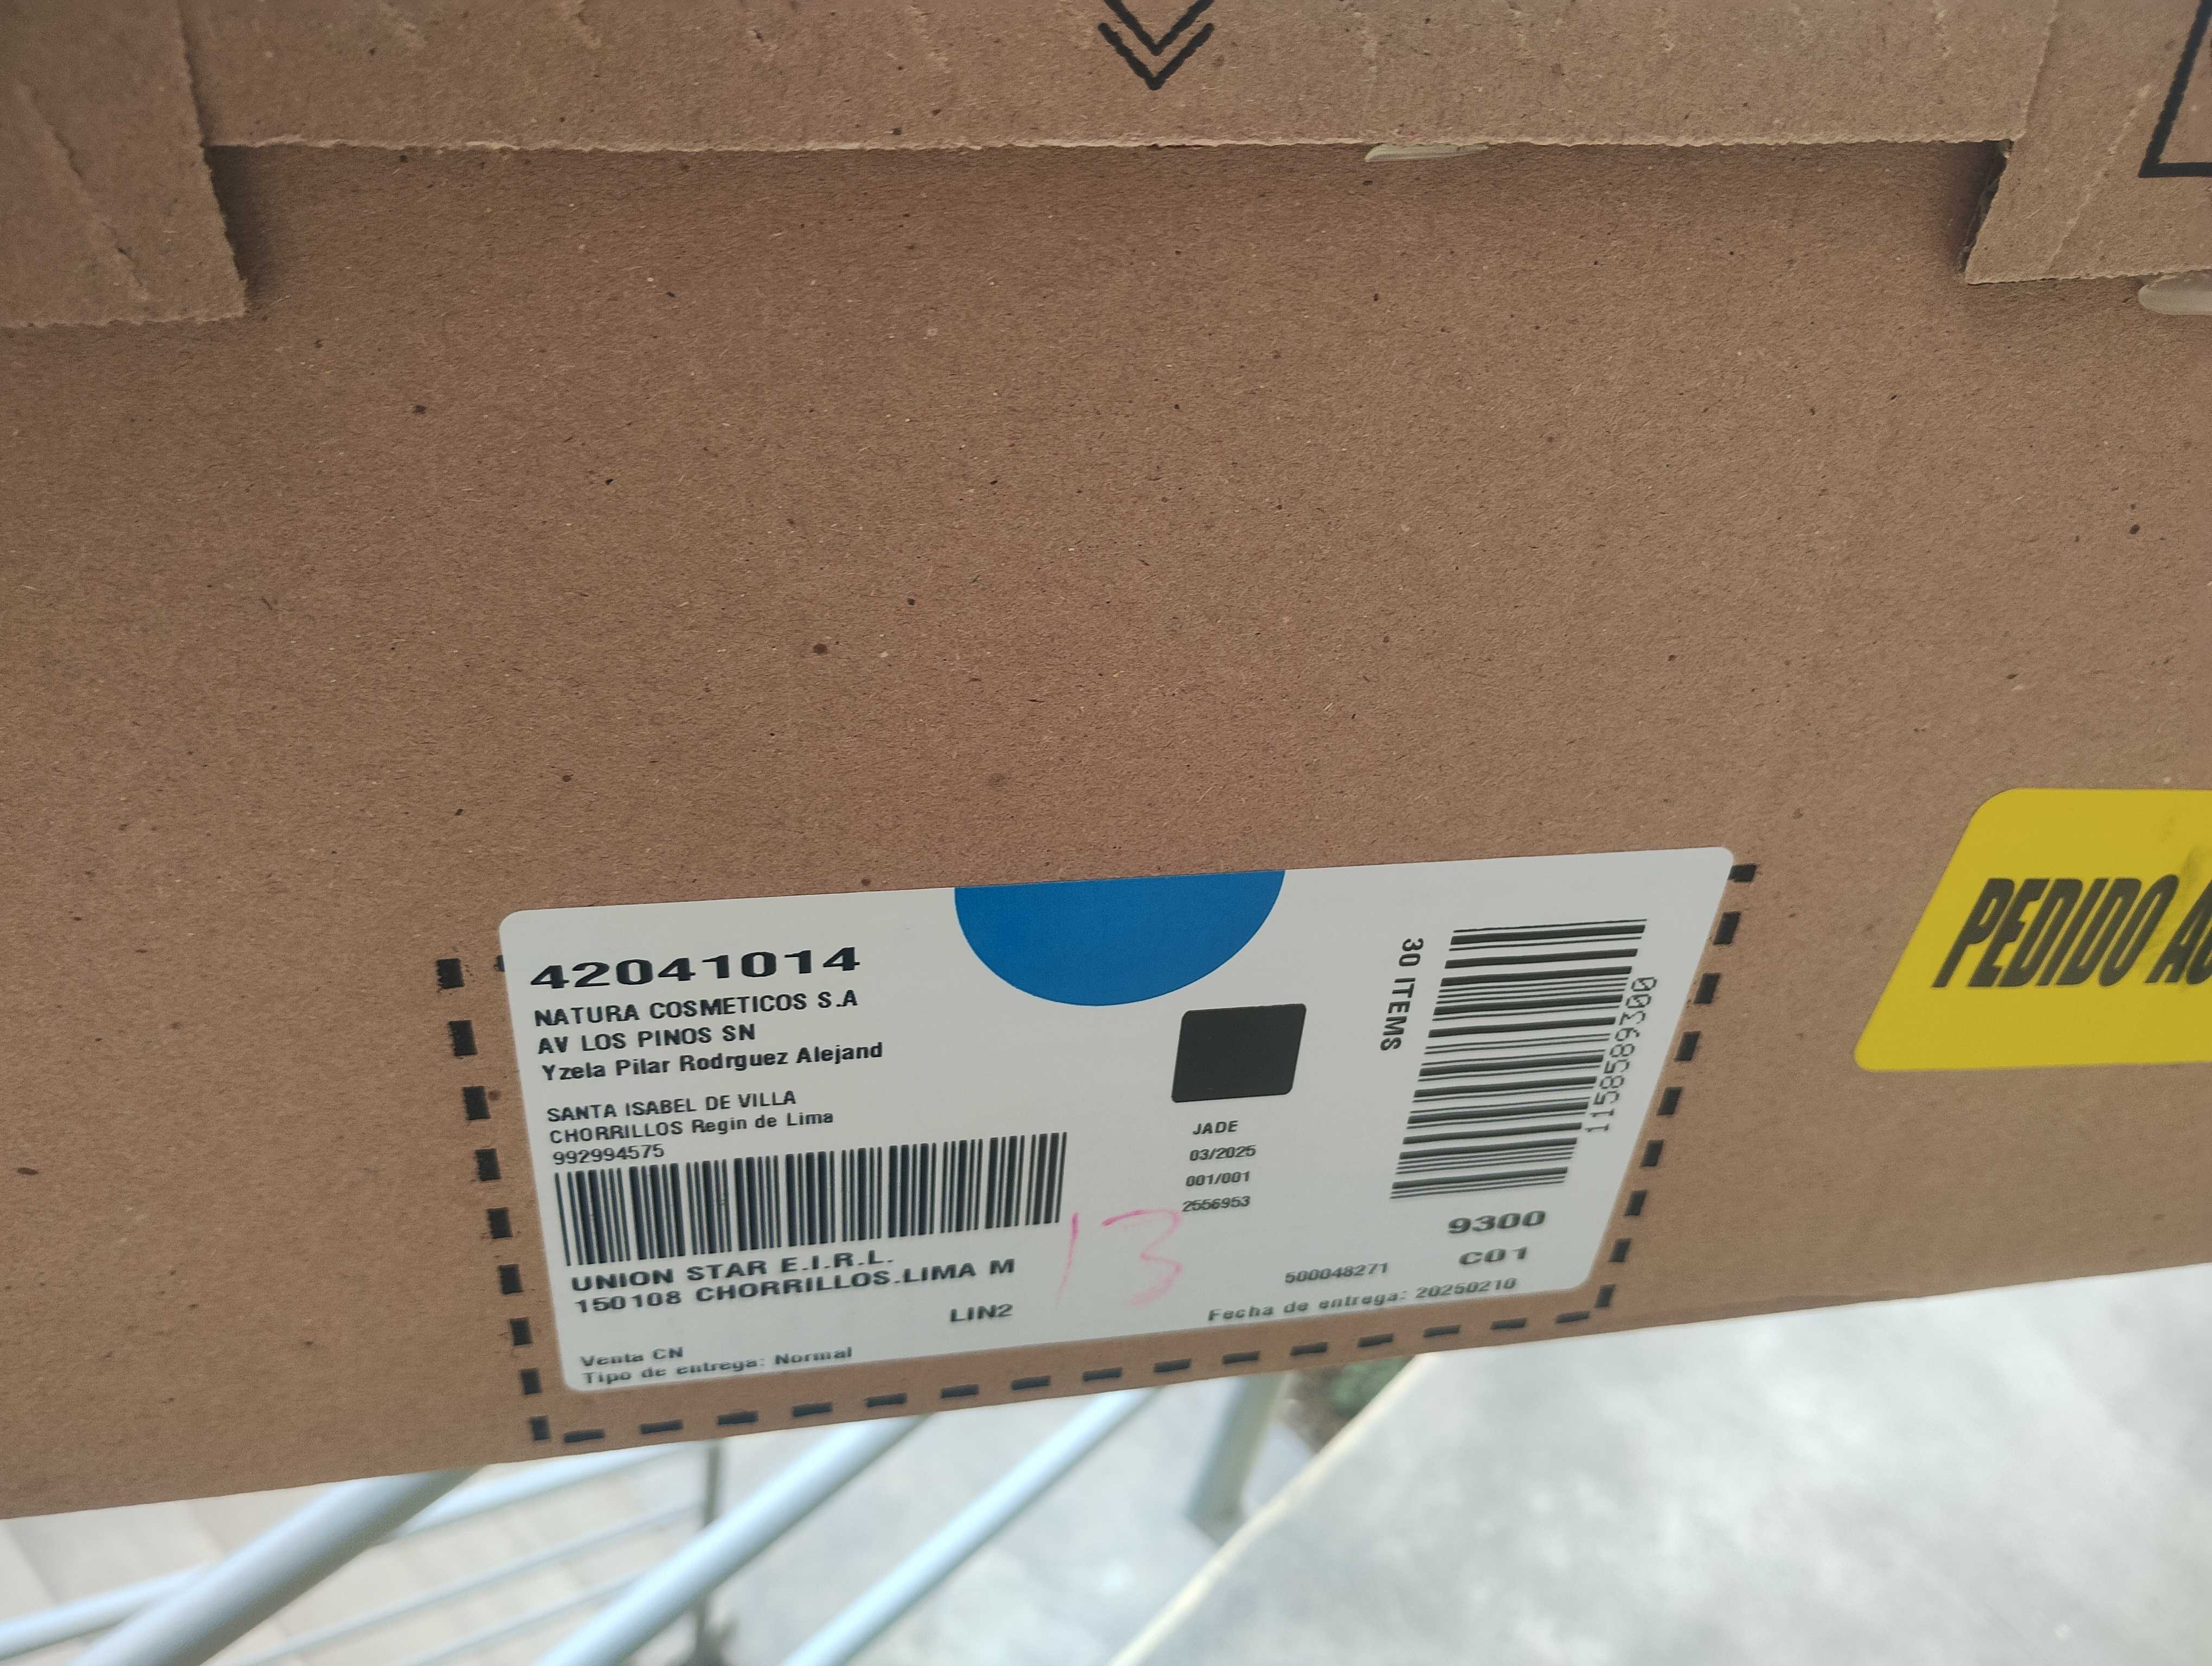 42041014
NATURA COSMETICOS S.A
AV LOS PINOS SN
Yzela Pilar Rodrguez Alejand
SANTA ISABEL DE VILLA
CHORRILLOS Regin de Lima
992994575
UNION STAR E.I.R.L.
150108 CHORRILLOS.LIMA M
LIN2
Venta CN
Tipo de entrega: Normal
JADE
03/2025
001/001
2556953
13
30 ITEMS
1158589300
9300
C01
500048271
Fecha de entrega: 20250210
PEDIDO